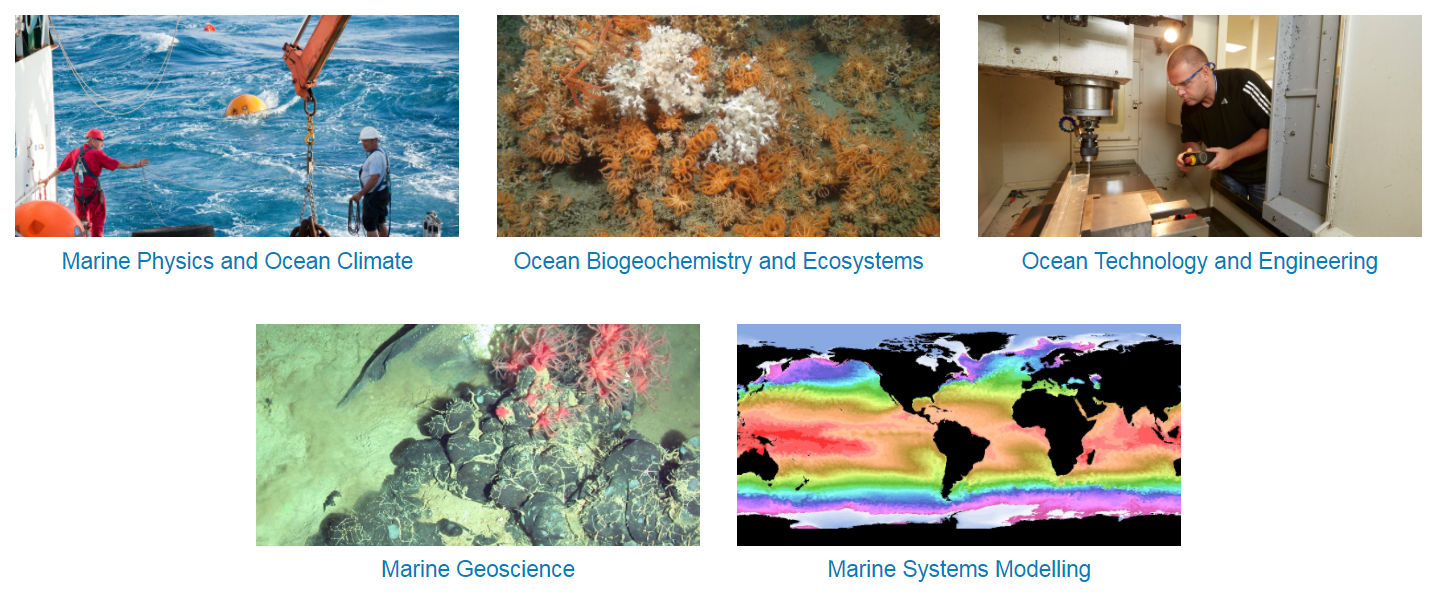 Marine Physics and Ocean Climate
Ocean Biogeochemistry and Ecosystems
Ocean Technology and Engineering
Marine Geoscience
Marine Systems Modelling